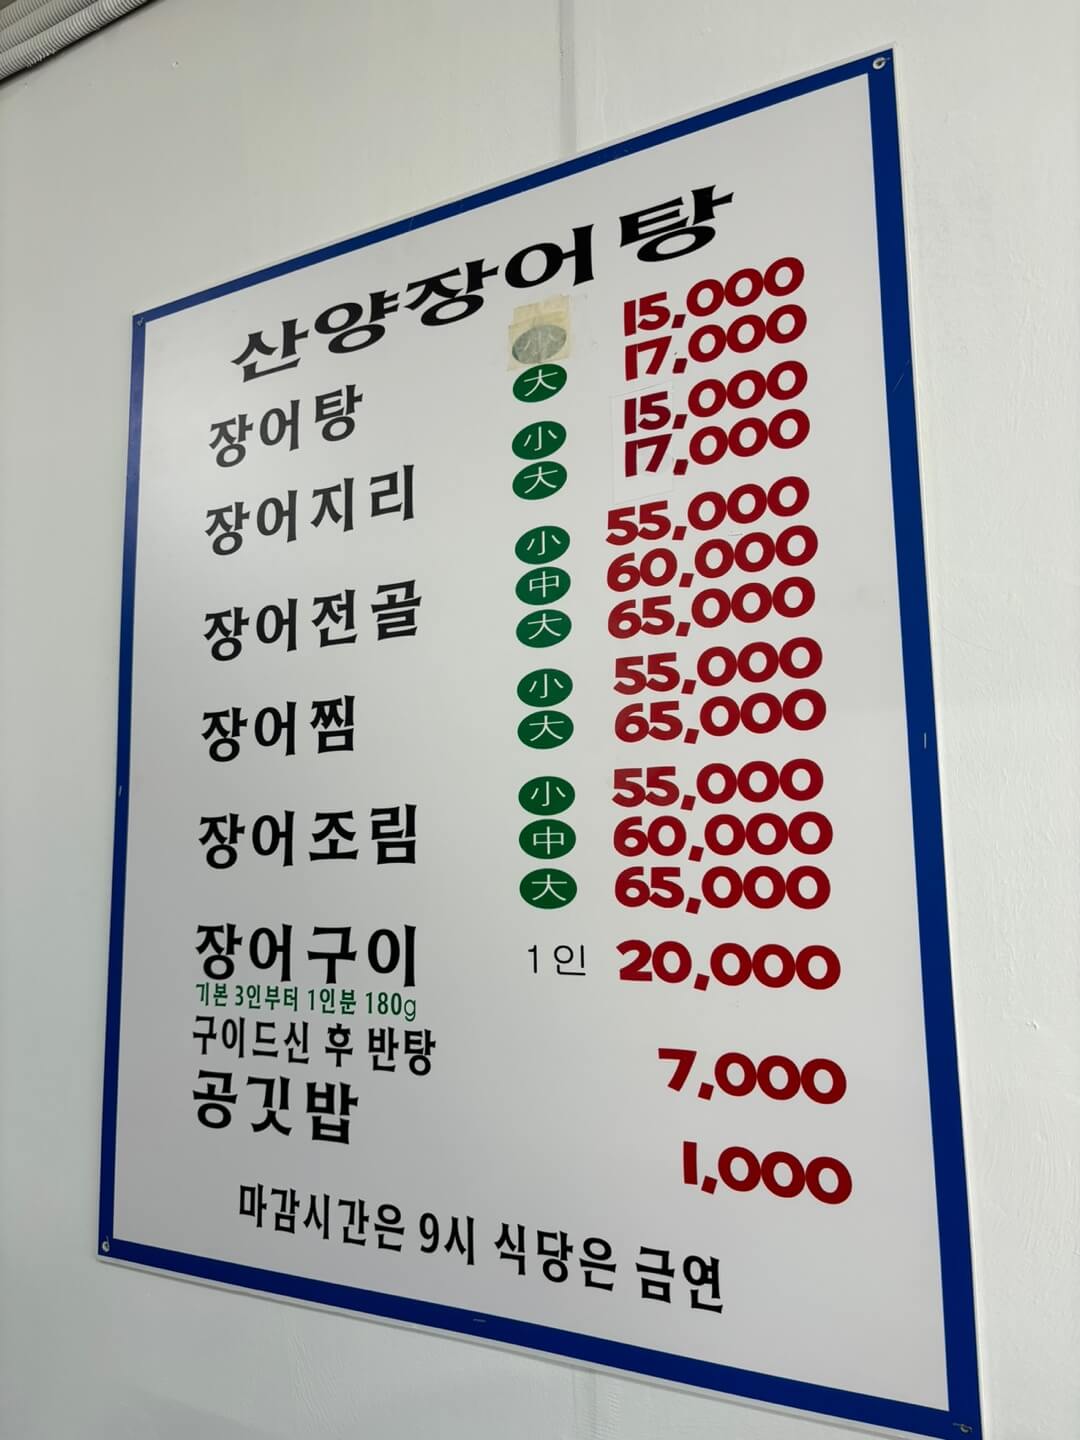 산양장어탕
장어탕 小 15,000
大 17,000
장어지리 小 15,000
大 17,000
장어전골 小 55,000
中 60,000
大 65,000
장어찜 小 55,000
大 65,000
장어조림 小 55,000
中 60,000
大 65,000
장어구이 1인 20,000
기본 3인부터 1인분 180g
구이드신 후 반탕 7,000
공깃밥 1,000
마감시간은 9시 식당은 금연